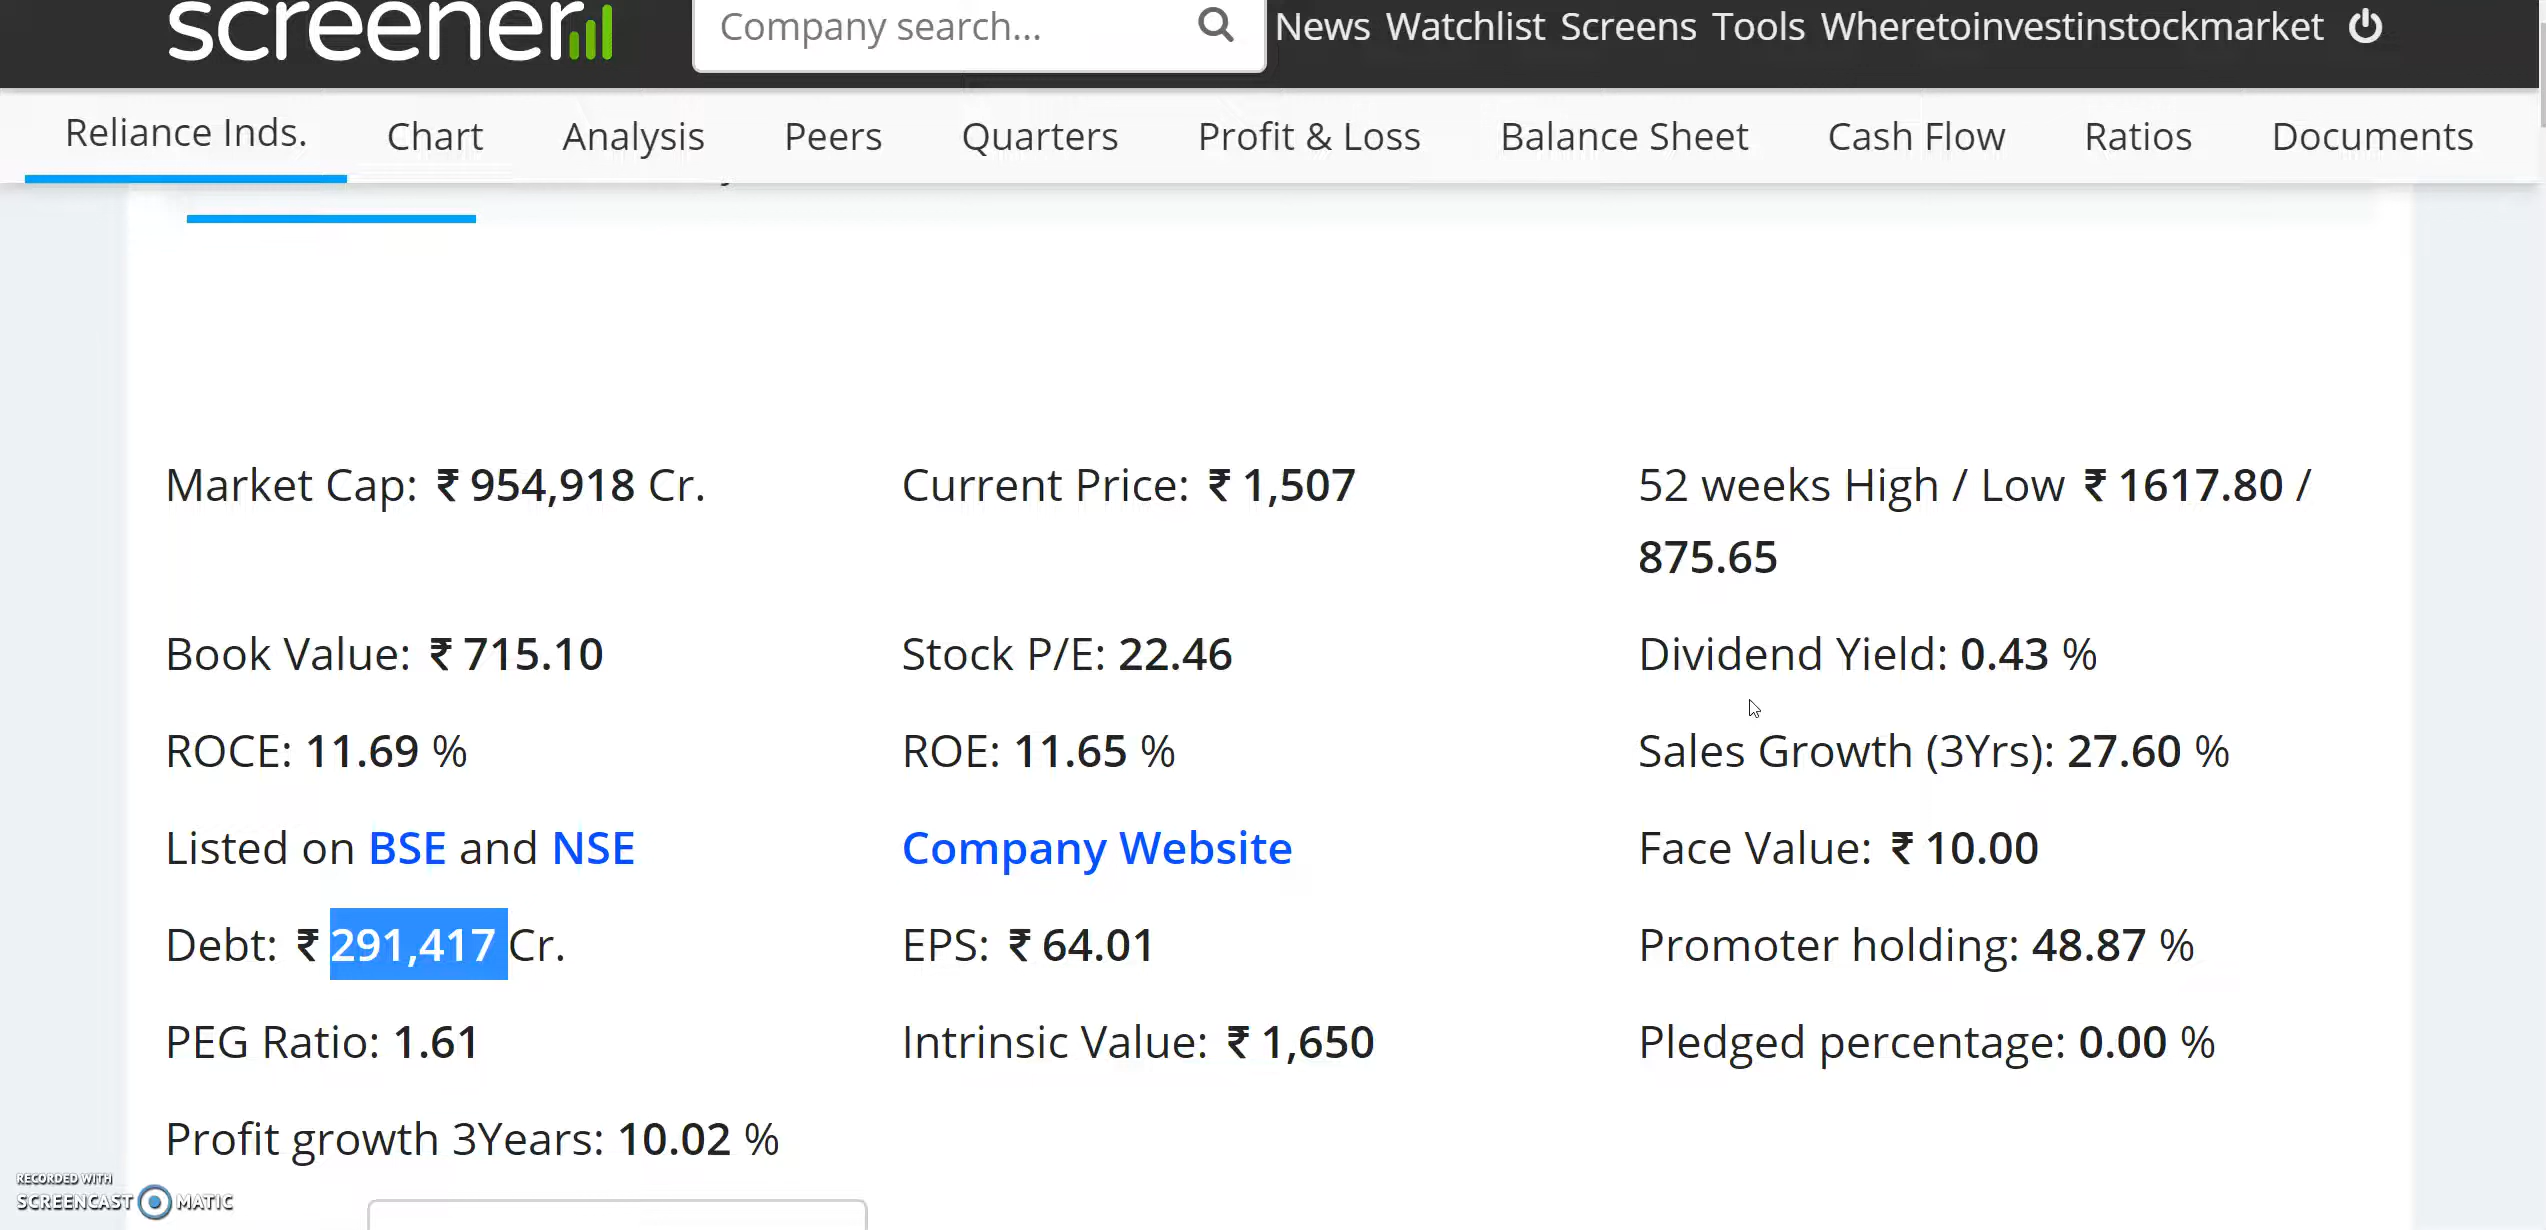 screener
Company search...
News Watchlist Screens Tools Wheretoinvestinstockmarket
Reliance Inds. Chart Analysis Peers Quarters Profit & Loss Balance Sheet Cash Flow Ratios Documents
Market Cap: ₹ 954,918 Cr.
Current Price: ₹ 1,507
52 weeks High / Low ₹ 1617.80 /
875.65
Book Value: ₹ 715.10
Stock P/E: 22.46
Dividend Yield: 0.43 %
ROCE: 11.69 %
ROE: 11.65 %
Sales Growth (3Yrs): 27.60 %
Listed on BSE and NSE
Company Website
Face Value: ₹ 10.00
Debt: ₹ 291,417 Cr.
EPS: ₹ 64.01
Promoter holding: 48.87 %
PEG Ratio: 1.61
Intrinsic Value: ₹ 1,650
Pledged percentage: 0.00 %
Profit growth 3Years: 10.02 %
RECORDED WITH
SCREENCAST MATIC